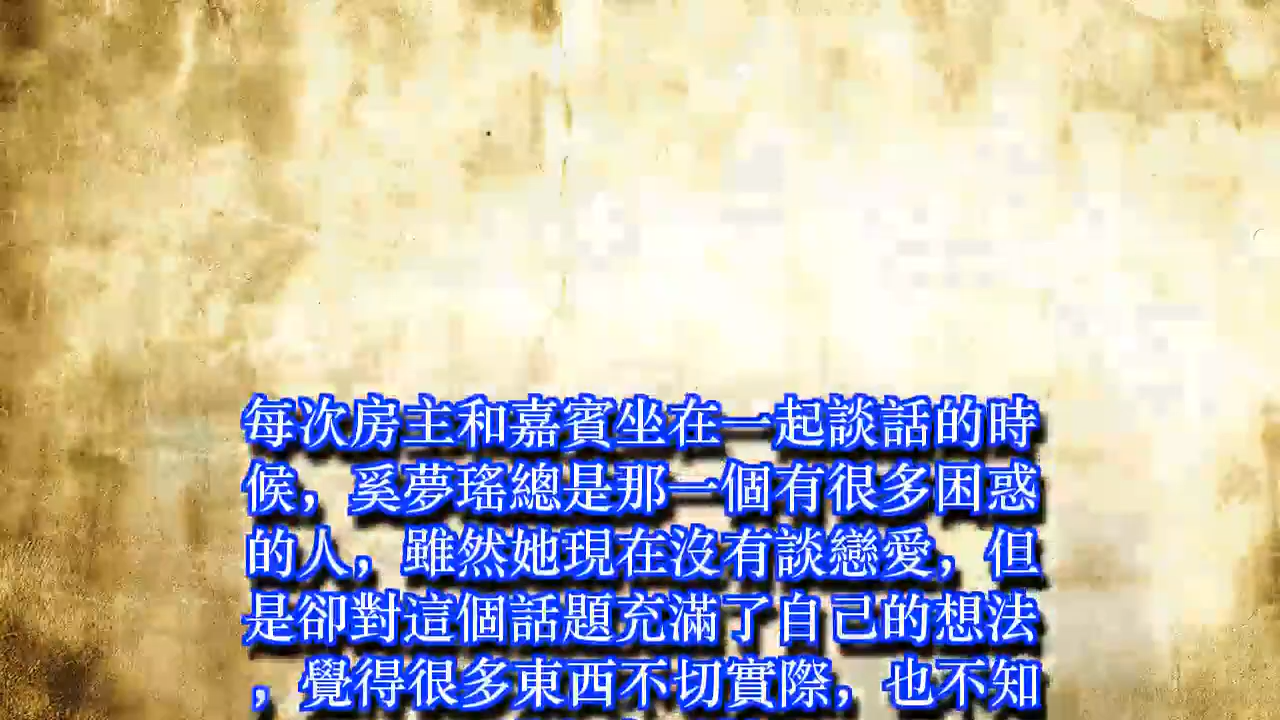 每次房主和嘉賓坐在一起談話的時
候，奚夢瑤總是那一個有很多困惑
的人，雖然她現在沒有談戀愛，但
是卻對這個話題充滿了自己的想法
，覺得很多東西不切實際，也不知